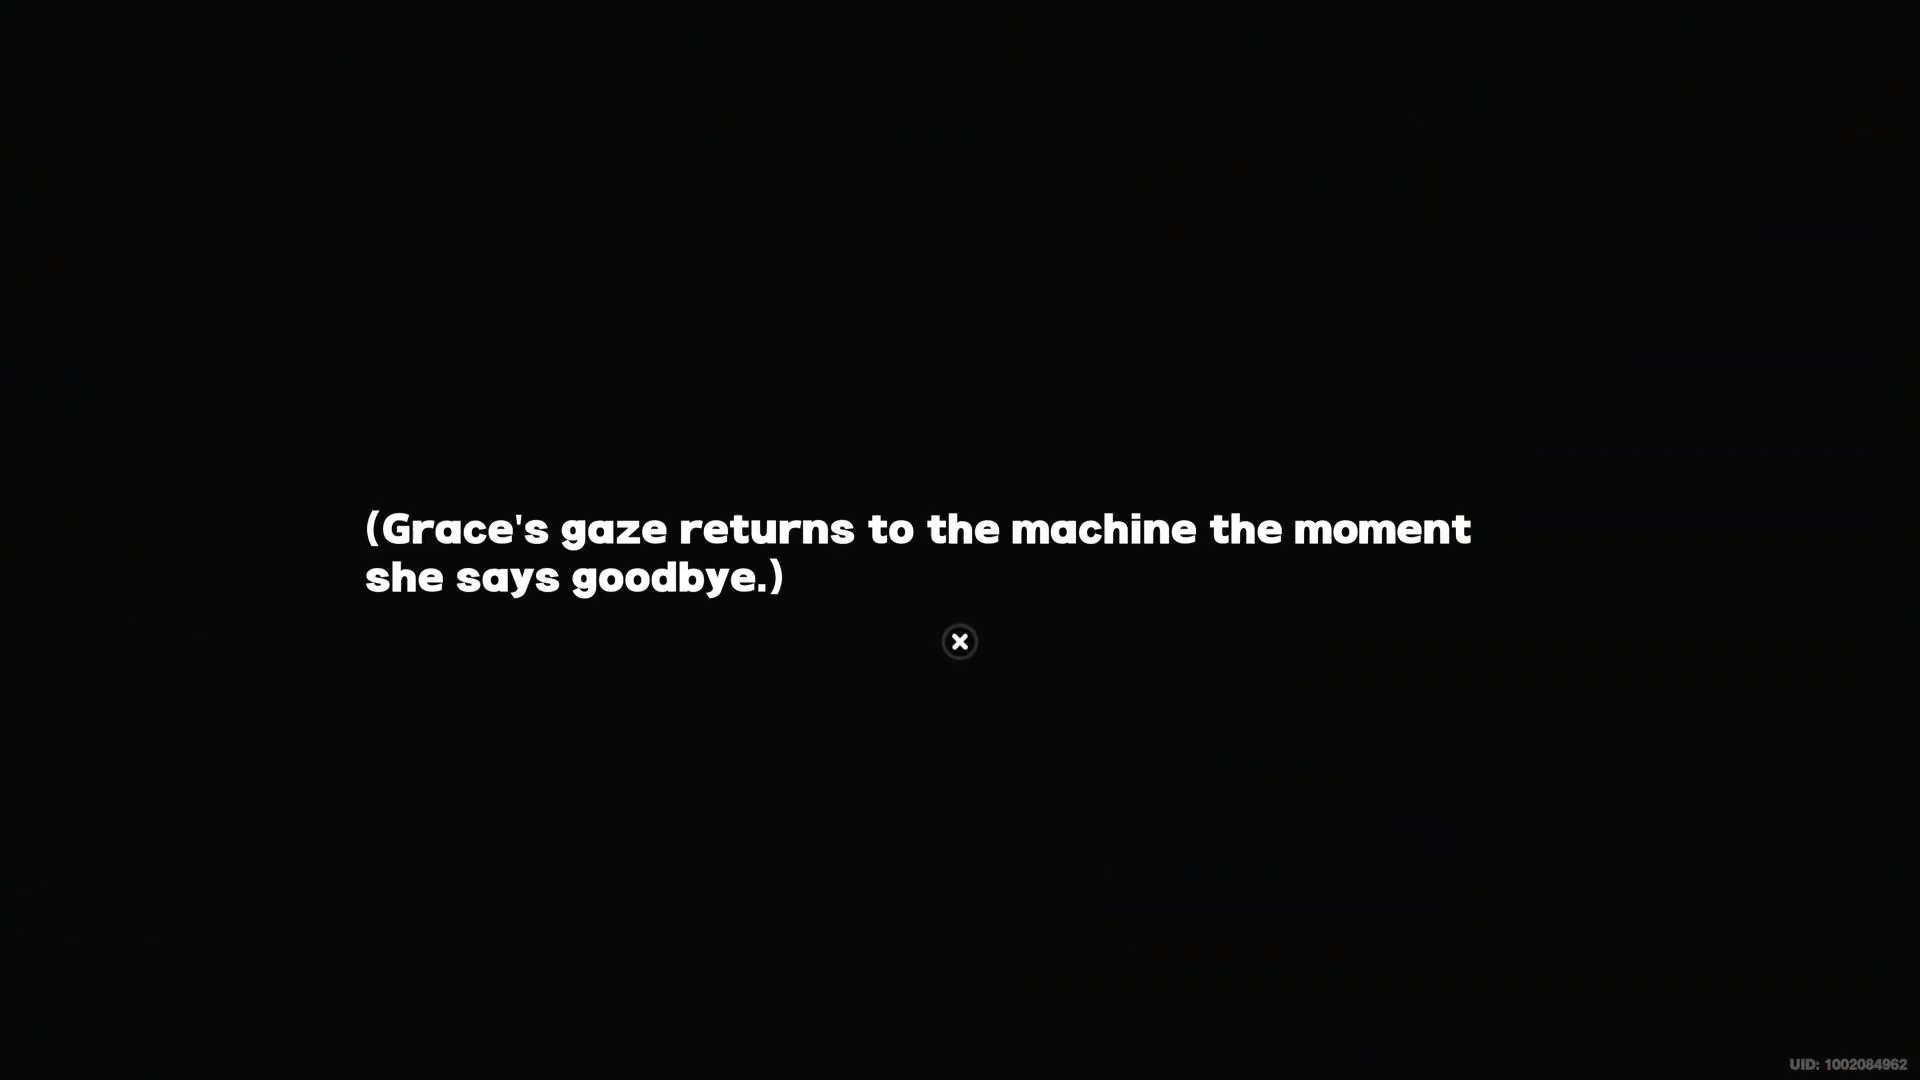 (Grace's gaze returns to the machine the moment
she says goodbye.)
UID: 1002084962